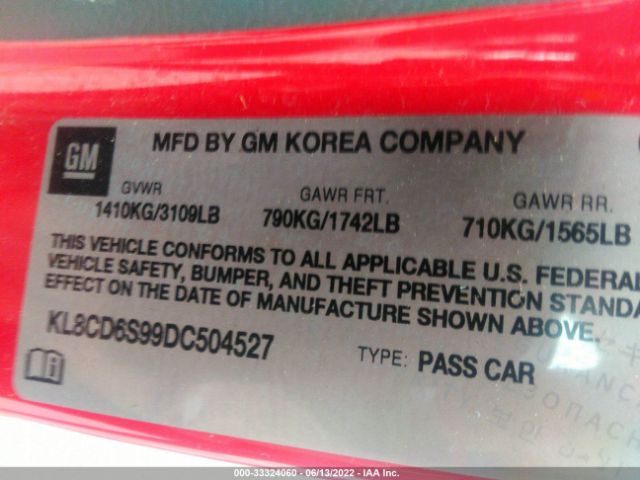 GM
MFD BY GM KOREA COMPANY
GVWR GAWR FRT. GAWR RR.
1410KG/3109LB 790KG/1742LB 710KG/1565LB
THIS VEHICLE CONFORMS TO ALL APPLICABLE U.S. FEDERAL
VEHICLE SAFETY, BUMPER, AND THEFT PREVENTION STANDA
EFFECT ON THE DATE OF MANUFACTURE SHOWN ABOVE.
KL8CD6S99DC504527
TYPE: PASS CAR
000-33324060 - 06/13/2022 - IAA Inc.